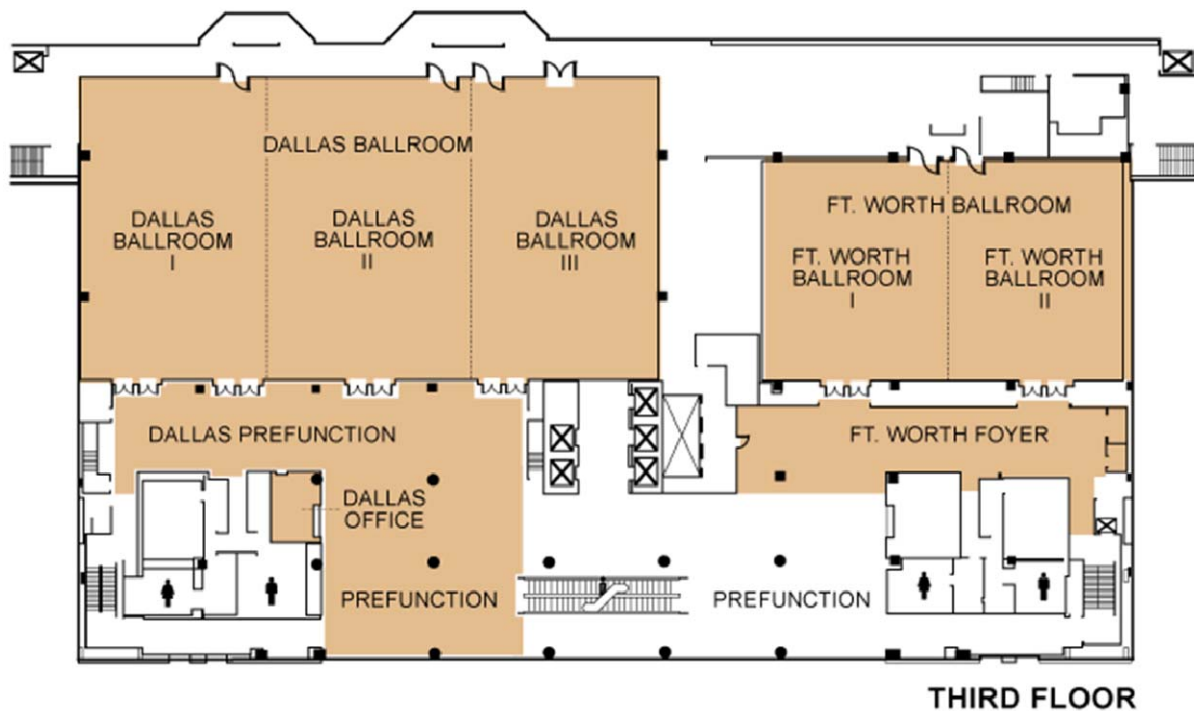 DALLAS BALLROOM
DALLAS
BALLROOM
I
DALLAS
BALLROOM
II
DALLAS
BALLROOM
III
FT. WORTH BALLROOM
FT. WORTH
BALLROOM
I
FT. WORTH
BALLROOM
II
DALLAS PREFUNCTION
FT. WORTH FOYER
DALLAS
OFFICE
PREFUNCTION
PREFUNCTION
THIRD FLOOR